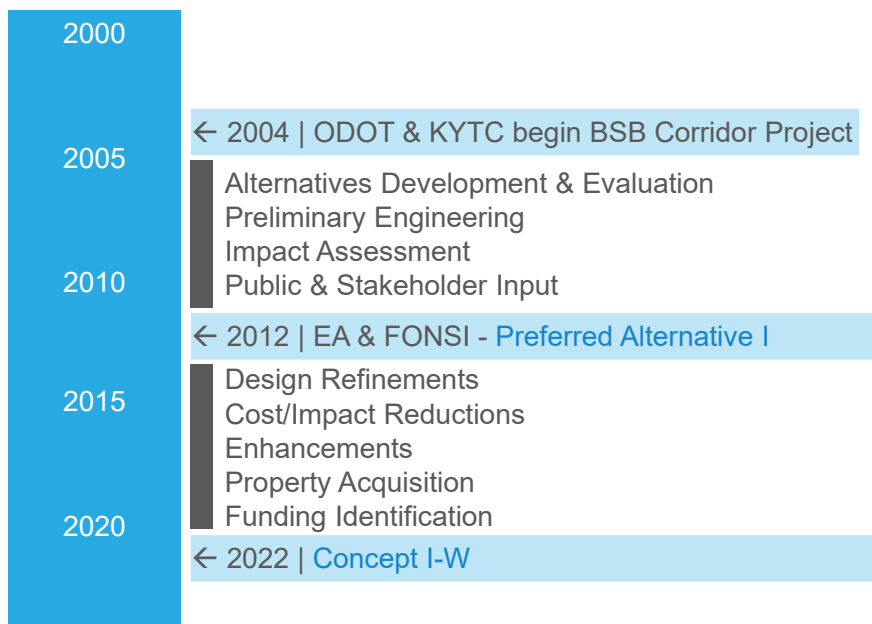 2000
← 2004 | ODOT & KYTC begin BSB Corridor Project
2005
Alternatives Development & Evaluation
Preliminary Engineering
Impact Assessment
2010
Public & Stakeholder Input
← 2012 | EA & FONSI - Preferred Alternative I
Design Refinements
2015
Cost/Impact Reductions
Enhancements
Property Acquisition
Funding Identification
2020
← 2022 | Concept I-W